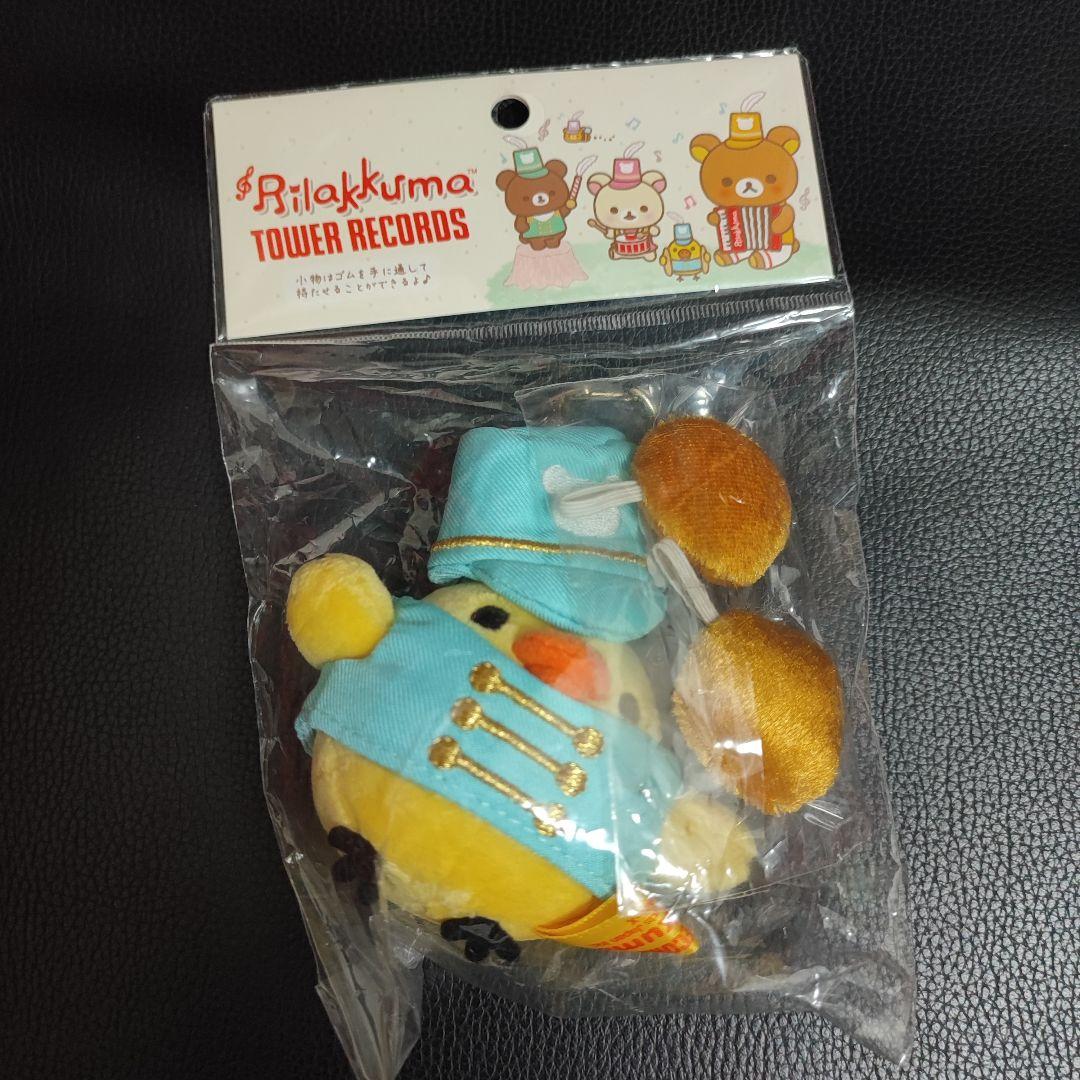 Rilakkuma™
TOWER RECORDS
小物はゴムを手に通して
持たせることができるよ♪
Rilakkuma